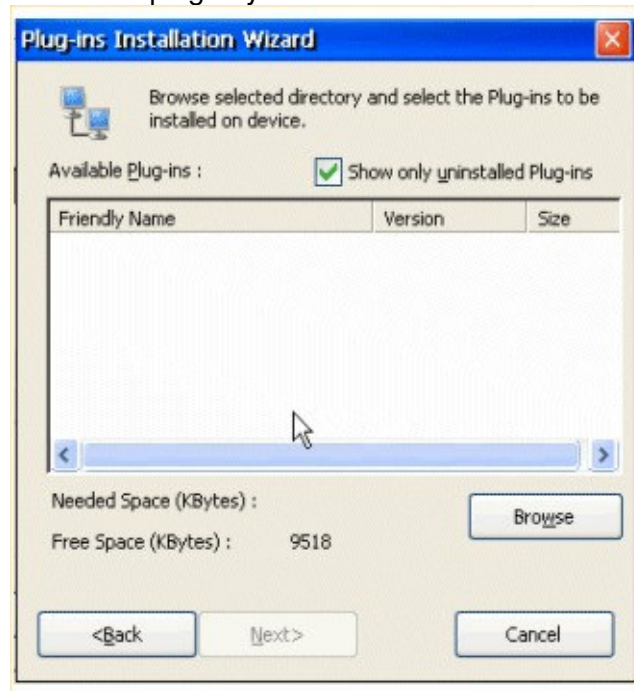 Plug-ins Installation Wizard
Browse selected directory and select the Plug-ins to be
installed on device.
Available Plug-ins :
Show only uninstalled Plug-ins
Friendly Name Version Size
Needed Space (KBytes) :
Browse
Free Space (KBytes) : 9518
<Back Next> Cancel